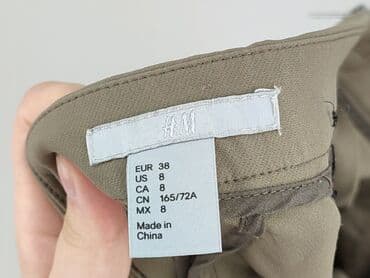 H&M
EUR 38
US 8
CA 8
CN 165/72A
MX 8
Made in
China